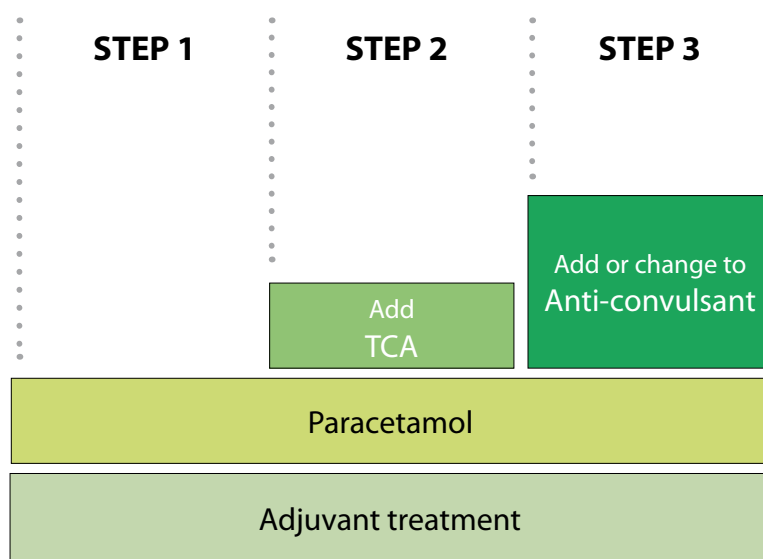 STEP 1
STEP 2
STEP 3
Add
TCA
Add or change to
Anti-convulsant
Paracetamol
Adjuvant treatment